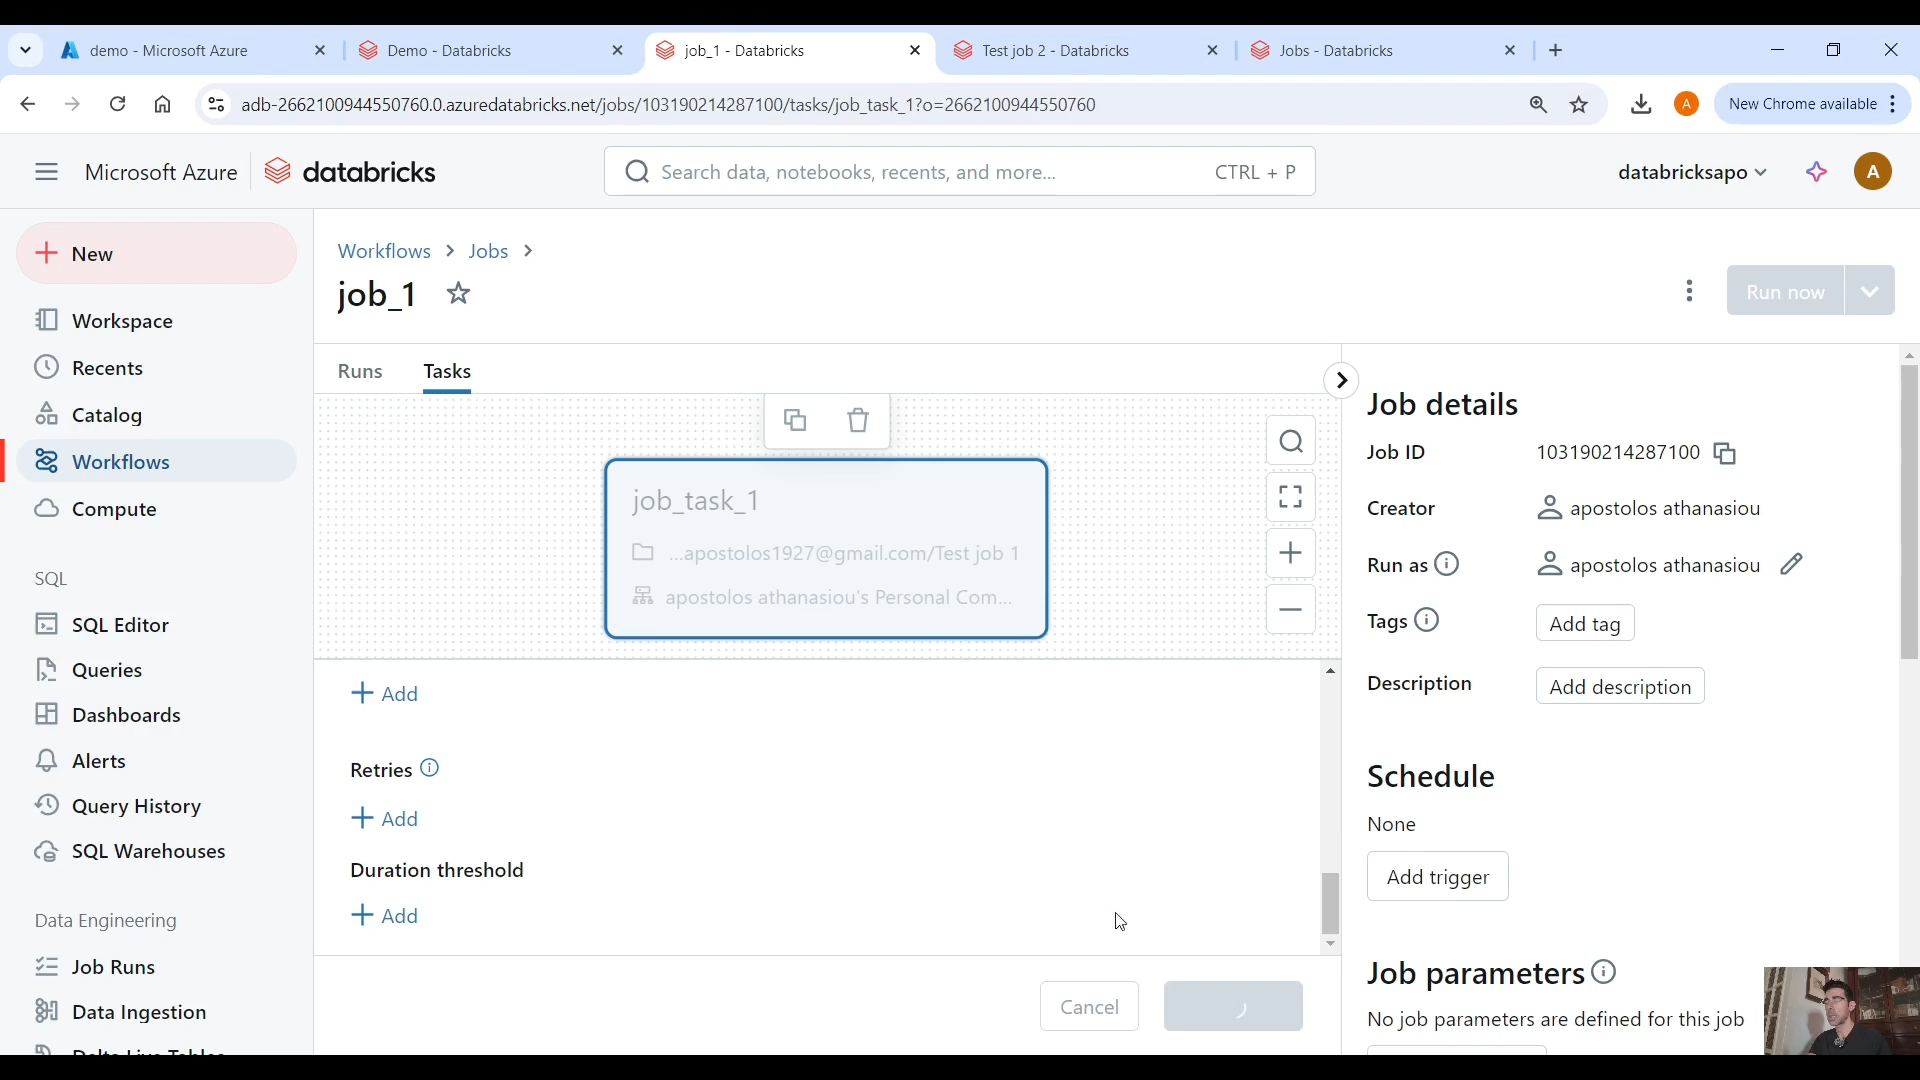 demo - Microsoft Azure
Demo - Databricks
job_1 - Databricks
Test job 2 - Databricks
Jobs - Databricks
adb-2662100944550760.0.azuredatabricks.net/jobs/103190214287100/tasks/job_task_1?o=2662100944550760
A
New Chrome available
Microsoft Azure
databricks
Search data, notebooks, recents, and more...
CTRL + P
databricksapo
A
New
Workspace
Recents
Catalog
Workflows
Compute
SQL
SQL Editor
Queries
Dashboards
Alerts
Query History
SQL Warehouses
Data Engineering
Job Runs
Data Ingestion
Delta Live Tables
Workflows > Jobs >
job_1
Run now
Runs
Tasks
job_task_1
...apostolos1927@gmail.com/Test job 1
apostolos athanasiou's Personal Com...
+ Add
Retries
+ Add
Duration threshold
+ Add
Cancel
Job details
Job ID
103190214287100
Creator
apostolos athanasiou
Run as
apostolos athanasiou
Tags
Add tag
Description
Add description
Schedule
None
Add trigger
Job parameters
No job parameters are defined for this job